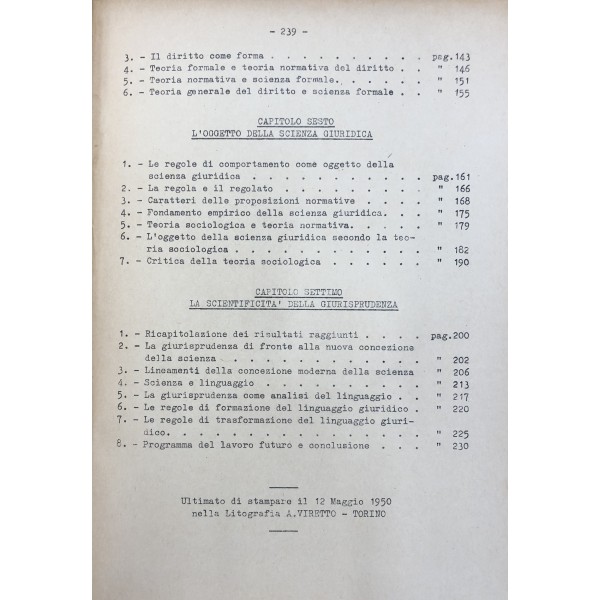 - 239 -
3. - Il diritto come forma . . . . . . . . . . pag.143
4. - Teoria formale e teoria normativa del diritto . . " 146
5. - Teoria normativa e scienza formale. . . . . . " 151
6. - Teoria generale del diritto e scienza formale . . " 155
CAPITOLO SESTO
L'OGGETTO DELLA SCIENZA GIURIDICA
1. - Le regole di comportamento come oggetto della
scienza giuridica . . . . . . . . . . . pag.161
2. - La regola e il regolato . . . . . . . . . " 166
3. - Caratteri delle proposizioni normative . . . . " 168
4. - Fondamento empirico della scienza giuridica. . . " 175
5. - Teoria sociologica e teoria normativa. . . . . " 179
6. - L'oggetto della scienza giuridica secondo la teo-
ria sociologica . . . . . . . . . . . . " 182
7. - Critica della teoria sociologica . . . . . . " 190
CAPITOLO SETTIMO
LA SCIENTIFICITA' DELLA GIURISPRUDENZA
1. - Ricapitolazione dei risultati raggiunti . . . . pag.200
2. - La giurisprudenza di fronte alla nuova concezione
della scienza . . . . . . . . . . . . . " 202
3. - Lineamenti della concezione moderna della scienza " 206
4. - Scienza e linguaggio . . . . . . . . . . " 213
5. - La giurisprudenza come analisi del linguaggio . . " 217
6. - Le regole di formazione del linguaggio giuridico . " 220
7. - Le regole di trasformazione del linguaggio giuri-
dico. . . . . . . . . . . . . . . . " 225
8. - Programma del lavoro futuro e conclusione . . . " 230
Ultimato di stampare il 12 Maggio 1950
nella Litografia A.VIRETTO - TORINO